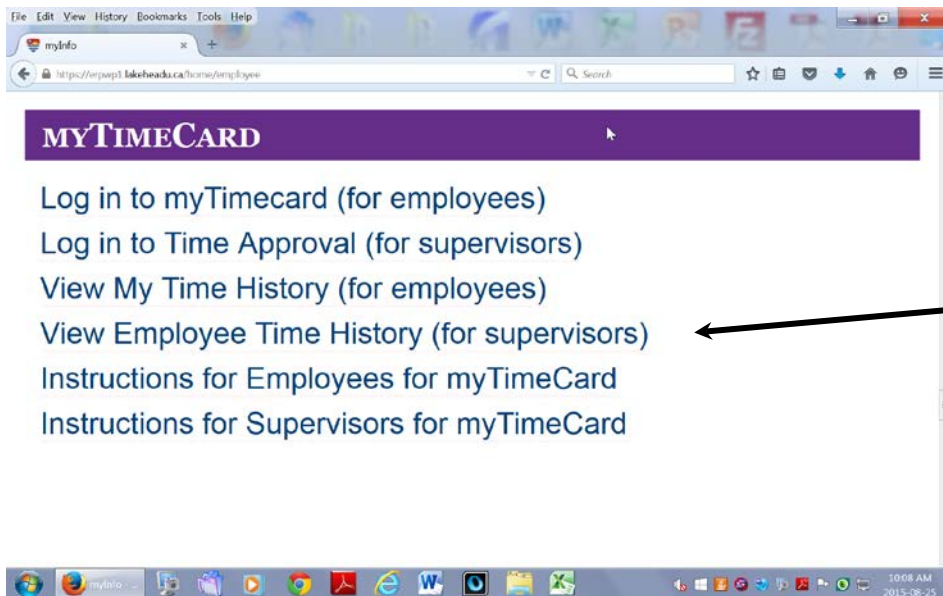 File Edit View History Bookmarks Tools Help
myInfo × +
https://erpwp1.lakeheadu.ca/home/employee Search
MYTIMECARD
Log in to myTimecard (for employees)
Log in to Time Approval (for supervisors)
View My Time History (for employees)
View Employee Time History (for supervisors)
Instructions for Employees for myTimeCard
Instructions for Supervisors for myTimeCard
myInfo - ...
10:08 AM
2015-08-25